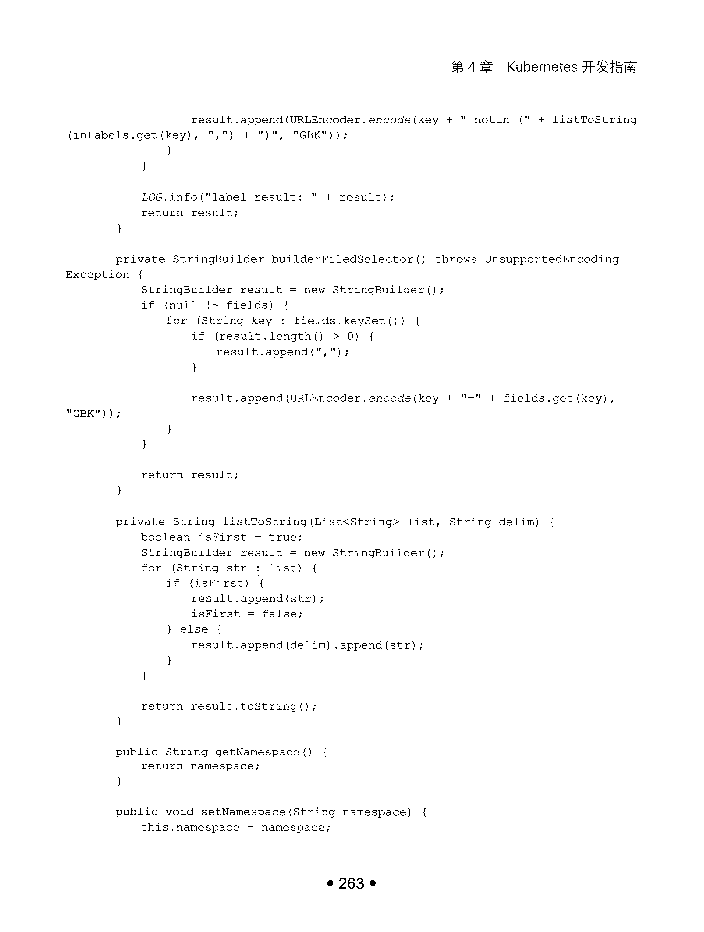 第 4 章 Kubernetes 开发指南
result.append(URLEncoder.encode(key + " notin (" + listToString
(inLabels.get(key), ",") + ")", "GBK"));
}
}
LOG.info("label result: " + result);
return result;
}
private StringBuilder builderFiledSelector() throws UnsupportedEncoding
Exception {
StringBuilder result = new StringBuilder();
if (null != fields) {
for (String key : fields.keySet()) {
if (result.length() > 0) {
result.append(",");
}
result.append(URLEncoder.encode(key + "=" + fields.get(key),
"GBK"));
}
}
return result;
}
private String listToString(List<String> list, String delim) {
boolean isFirst = true;
StringBuilder result = new StringBuilder();
for (String str : list) {
if (isFirst) {
result.append(str);
isFirst = false;
} else {
result.append(delim).append(str);
}
}
return result.toString();
}
public String getNamespace() {
return namespace;
}
public void setNamespace(String namespace) {
this.namespace = namespace;
• 263 •